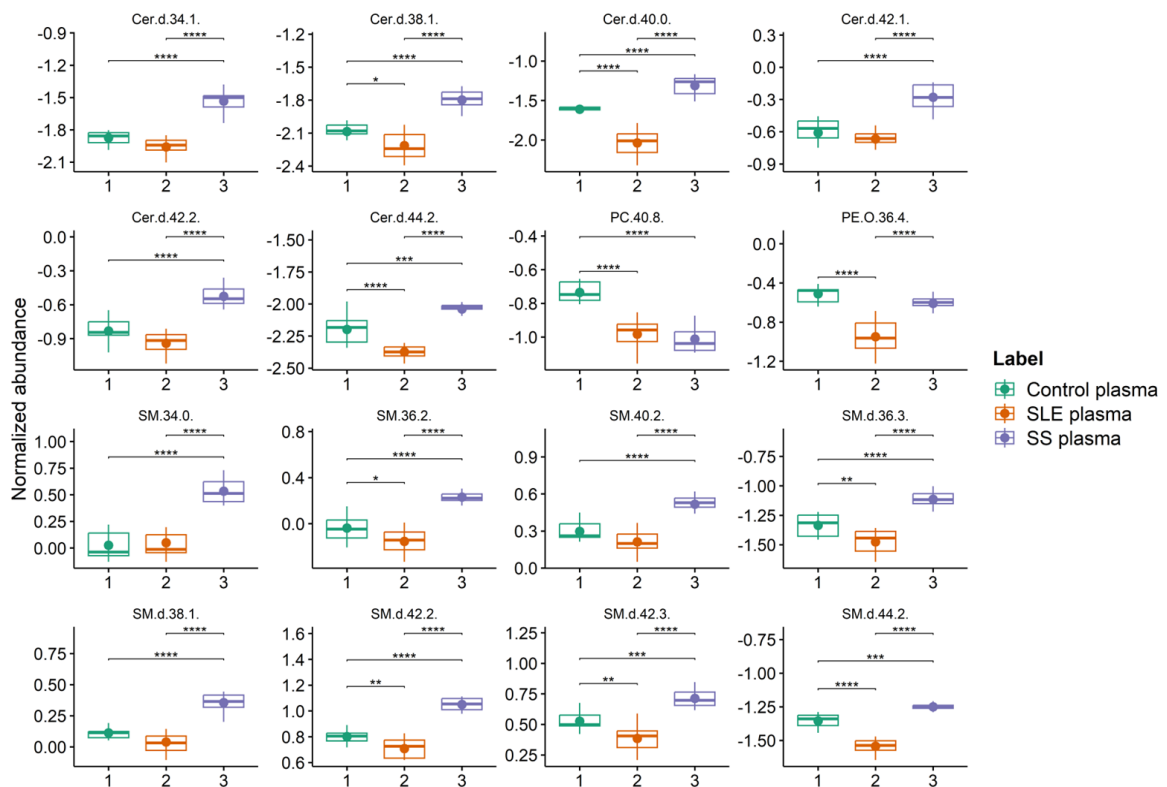 Cer.d.34.1. Cer.d.38.1. Cer.d.40.0. Cer.d.42.1.
-0.9 -1.2 0.3
**** **** **** ****
-1.2 **** -1.5 **** -1.0 **** 0.0 ****
* ****
-1.5 -1.8 -1.5 -0.3
-1.8 -2.1 -2.0 -0.6
-2.1 -2.4 -0.9
1 2 3 1 2 3 1 2 3 1 2 3
Cer.d.42.2. Cer.d.44.2. PC.40.8. PE.O.36.4.
0.0 -1.50 -0.4 0.0
**** **** **** ****
-0.3 **** -1.75 *** -0.6 **** -0.4 ****
****
-0.6 -2.00 -0.8 -0.8
-0.9 -2.25 -1.0 -1.2
-2.50
1 2 3 1 2 3 1 2 3 1 2 3
Normalized abundance
SM.34.0. SM.36.2. SM.40.2. SM.d.36.3.
1.00 0.8 0.9 -0.75
**** **** **** ****
0.75 **** 0.4 **** 0.6 **** -1.00 ****
* **
0.50 0.0 0.3 -1.25
0.25 0.0 -1.50
0.00
1 2 3 1 2 3 1 2 3 1 2 3
SM.d.38.1. SM.d.42.2. SM.d.42.3. SM.d.44.2.
0.75 1.6 1.25 -0.75
**** **** **** ****
0.50 **** 1.4 **** 1.00 *** -1.00 ***
** ** ****
0.25 1.2 0.75 -1.25
0.00 1.0 0.50 -1.50
0.8 0.25
0.6
1 2 3 1 2 3 1 2 3 1 2 3
Label
Control plasma
SLE plasma
SS plasma